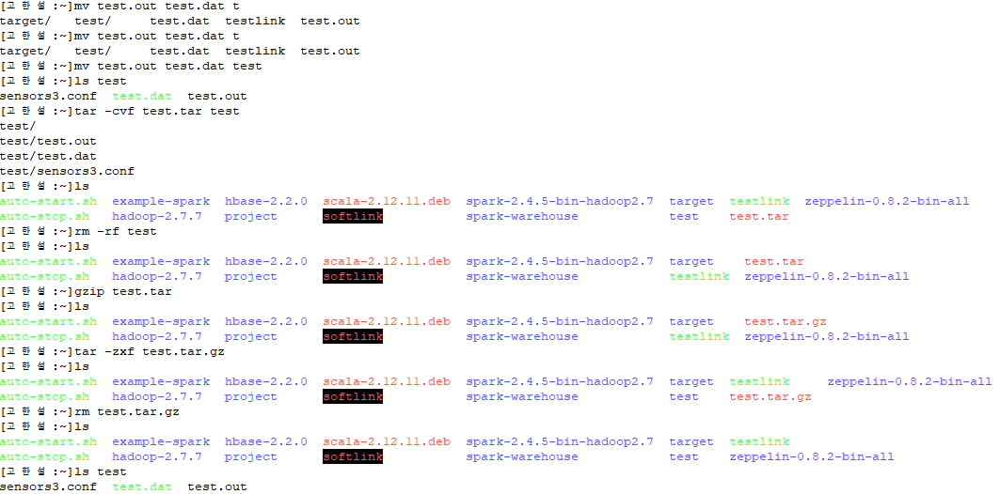 [고 한 설 :~]mv test.out test.dat t
target/   test/     test.dat  testlink  test.out
[고 한 설 :~]mv test.out test.dat t
target/   test/     test.dat  testlink  test.out
[고 한 설 :~]mv test.out test.dat test
[고 한 설 :~]ls test
sensors3.conf  test.dat  test.out
[고 한 설 :~]tar -cvf test.tar test
test/
test/test.out
test/test.dat
test/sensors3.conf
[고 한 설 :~]ls
auto-start.sh  example-spark  hbase-2.2.0  scala-2.12.11.deb  spark-2.4.5-bin-hadoop2.7  target  testlink  zeppelin-0.8.2-bin-all
auto-stop.sh   hadoop-2.7.7   project      softlink           spark-warehouse            test    test.tar
[고 한 설 :~]rm -rf test
[고 한 설 :~]ls
auto-start.sh  example-spark  hbase-2.2.0  scala-2.12.11.deb  spark-2.4.5-bin-hadoop2.7  target    test.tar
auto-stop.sh   hadoop-2.7.7   project      softlink           spark-warehouse            testlink  zeppelin-0.8.2-bin-all
[고 한 설 :~]gzip test.tar
[고 한 설 :~]ls
auto-start.sh  example-spark  hbase-2.2.0  scala-2.12.11.deb  spark-2.4.5-bin-hadoop2.7  target    test.tar.gz
auto-stop.sh   hadoop-2.7.7   project      softlink           spark-warehouse            testlink  zeppelin-0.8.2-bin-all
[고 한 설 :~]tar -zxf test.tar.gz
[고 한 설 :~]ls
auto-start.sh  example-spark  hbase-2.2.0  scala-2.12.11.deb  spark-2.4.5-bin-hadoop2.7  target  testlink     zeppelin-0.8.2-bin-all
auto-stop.sh   hadoop-2.7.7   project      softlink           spark-warehouse            test    test.tar.gz
[고 한 설 :~]rm test.tar.gz
[고 한 설 :~]ls
auto-start.sh  example-spark  hbase-2.2.0  scala-2.12.11.deb  spark-2.4.5-bin-hadoop2.7  target  testlink
auto-stop.sh   hadoop-2.7.7   project      softlink           spark-warehouse            test    zeppelin-0.8.2-bin-all
[고 한 설 :~]ls test
sensors3.conf  test.dat  test.out